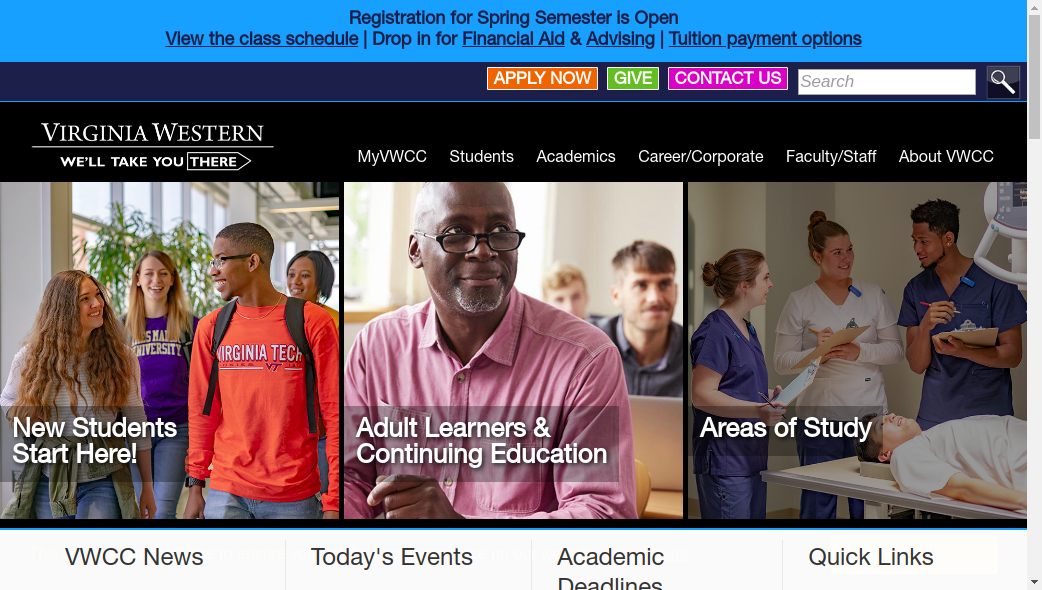 Registration for Spring Semester is Open
View the class schedule | Drop in for Financial Aid & Advising | Tuition payment options
APPLY NOW GIVE CONTACT US Search
VIRGINIA WESTERN
WE'LL TAKE YOU THERE
MyVWCC Students Academics Career/Corporate Faculty/Staff About VWCC
UNIVERSITY
VIRGINIA TECH
New Students
Start Here!
Adult Learners &
Continuing Education
Areas of Study
VWCC News
Today's Events
Academic
Deadlines
Quick Links